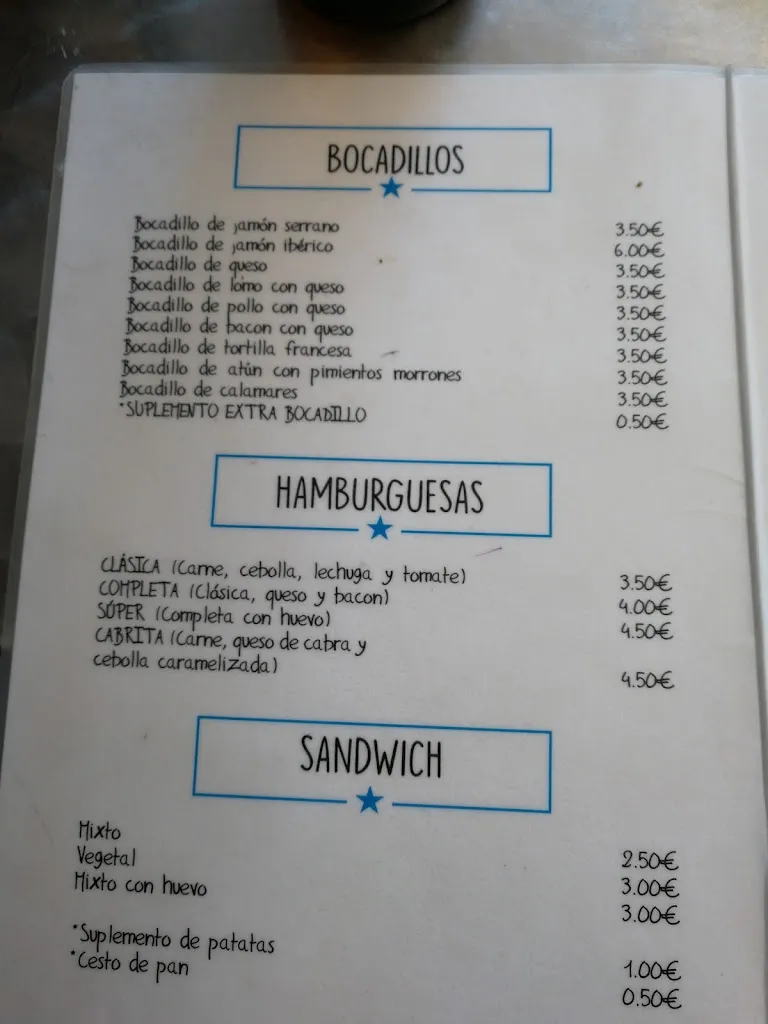 BOCADILLOS
Bocadillo de jamón serrano 3.50€
Bocadillo de jamón ibérico 6.00€
Bocadillo de queso 3.50€
Bocadillo de lomo con queso 3.50€
Bocadillo de pollo con queso 3.50€
Bocadillo de bacon con queso 3.50€
Bocadillo de tortilla francesa 3.50€
Bocadillo de atún con pimientos morrones 3.50€
Bocadillo de calamares 3.50€
*SUPLEMENTO EXTRA BOCADILLO 0.50€
HAMBURGUESAS
CLÁSICA (Carne, cebolla, lechuga y tomate) 3.50€
COMPLETA (Clásica, queso y bacon) 4.00€
SÚPER (Completa con huevo) 4.50€
CABRITA (Carne, queso de cabra y
cebolla caramelizada) 4.50€
SANDWICH
Mixto 2.50€
Vegetal 3.00€
Mixto con huevo 3.00€
*Suplemento de patatas 1.00€
*Cesto de pan 0.50€